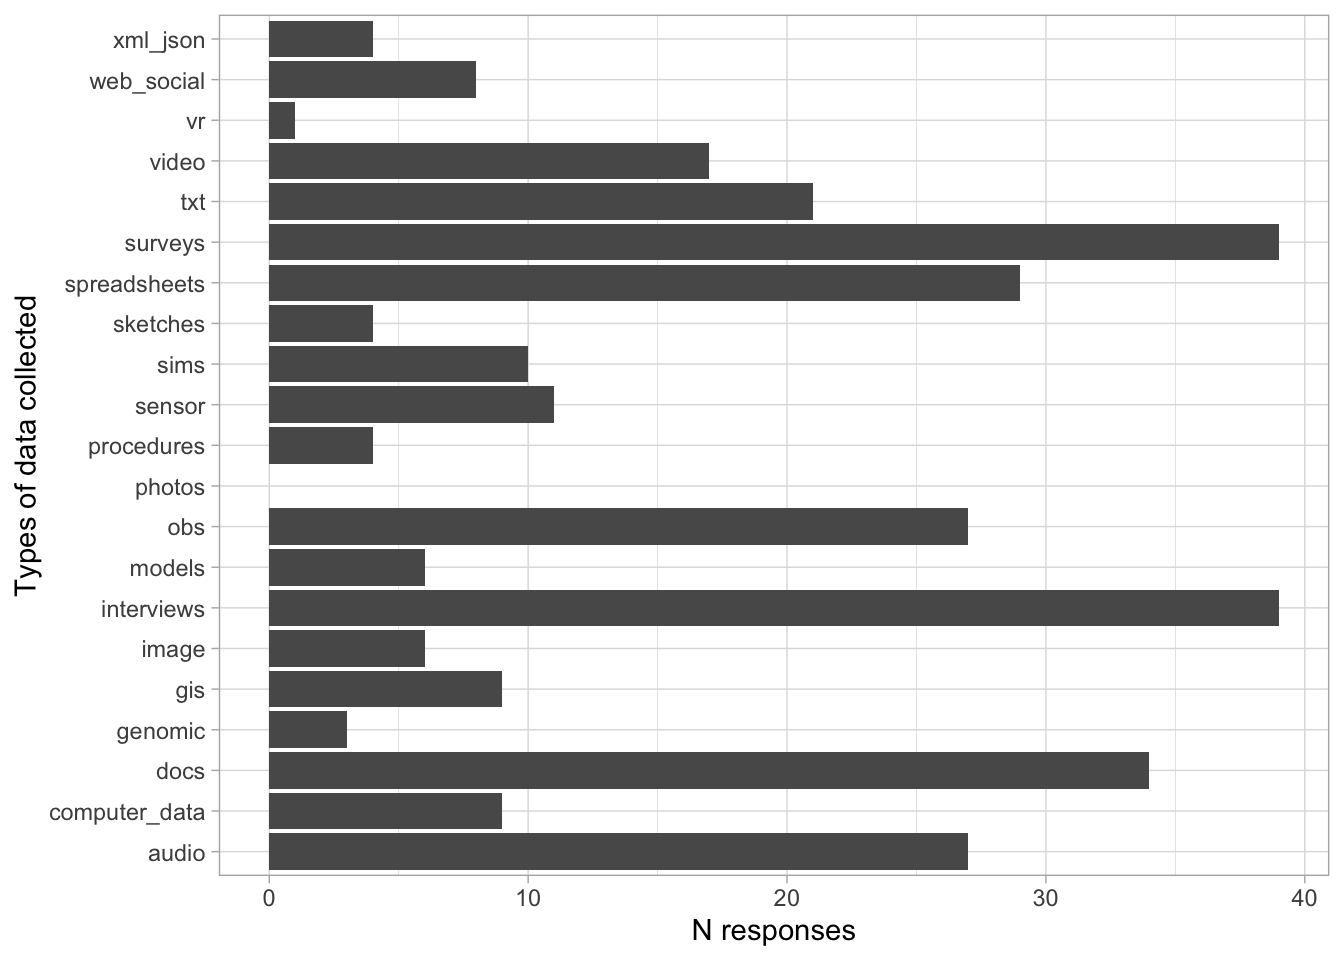 xml_json
web_social
vr
video
txt
surveys
spreadsheets
sketches
sims
sensor
procedures
photos
obs
models
interviews
image
gis
genomic
docs
computer_data
audio
Types of data collected
0 10 20 30 40
N responses